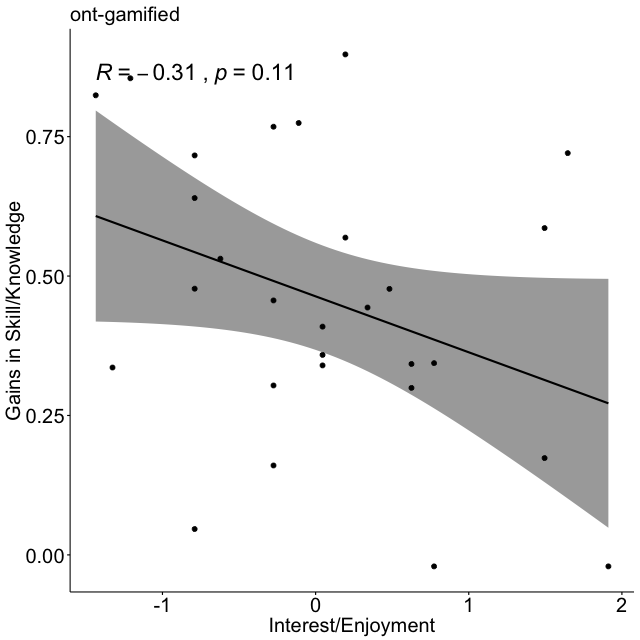 ont-gamified
R = −0.31 , p = 0.11
Gains in Skill/Knowledge
0.75
0.50
0.25
0.00
-1 0 1 2
Interest/Enjoyment